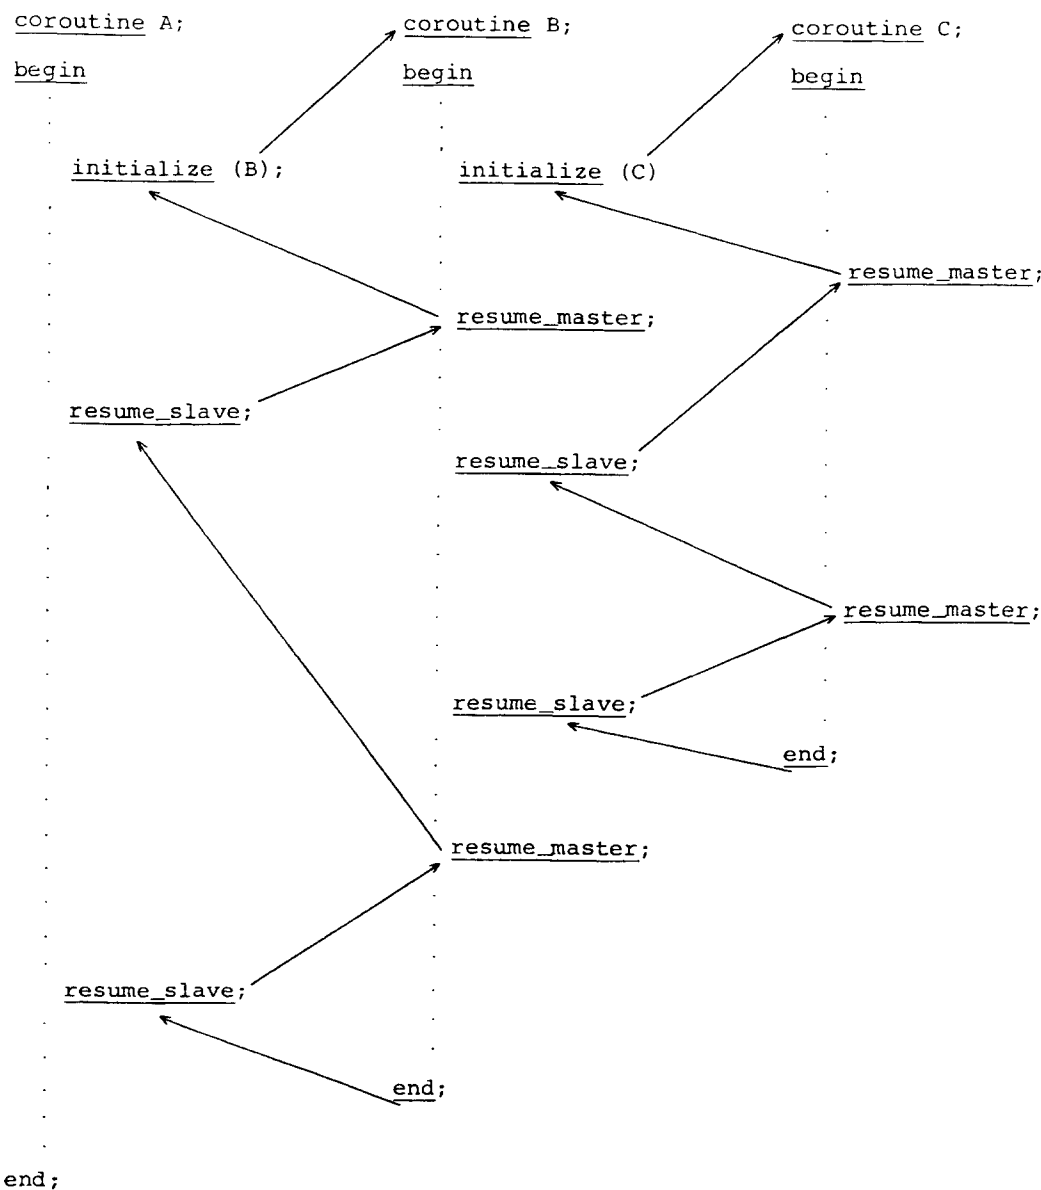 coroutine A;
coroutine B;
coroutine C;
begin
begin
begin
initialize (B);
initialize (C)
resume_master;
resume_master;
resume_slave;
resume_slave;
resume_master;
resume_slave;
end;
resume_master;
resume_slave;
end;
end;